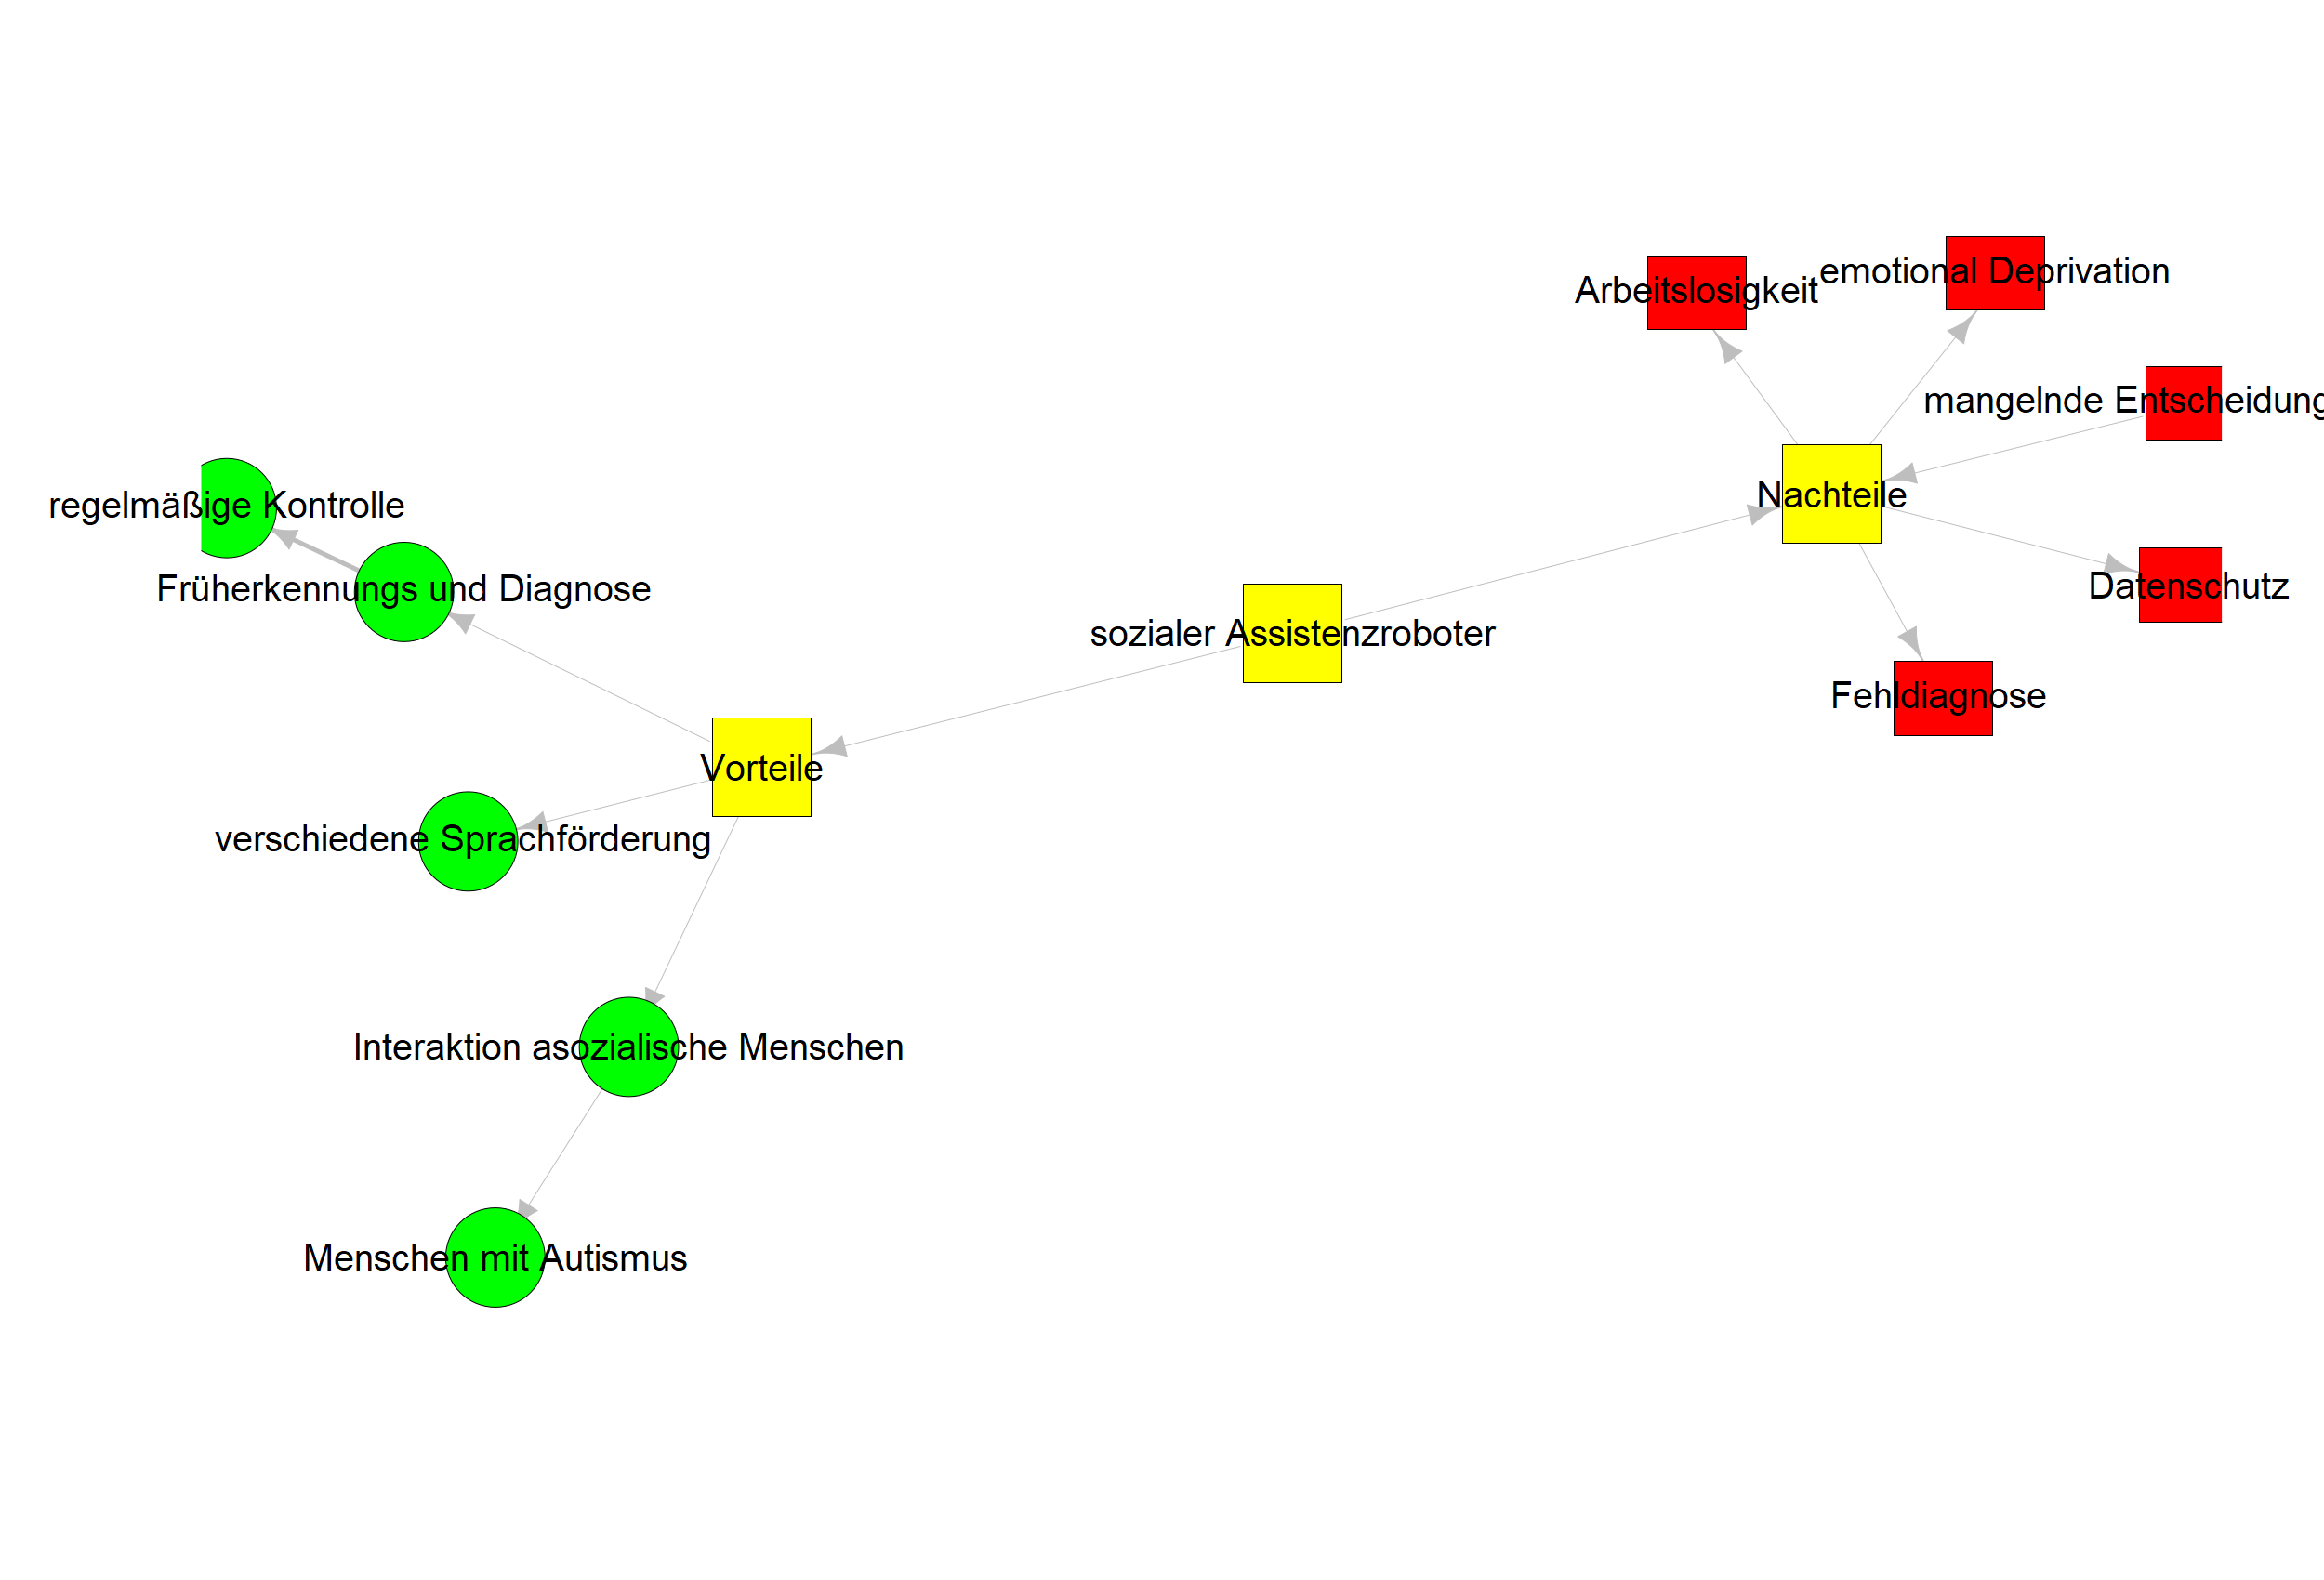 emotional Deprivation
Arbeitslosigkeit
mangelnde Entscheidung
Nachteile
regelmäßige Kontrolle
Datenschutz
Früherkennungs und Diagnose
sozialer Assistenzroboter
Fehldiagnose
Vorteile
verschiedene Sprachförderung
Interaktion asozialische Menschen
Menschen mit Autismus